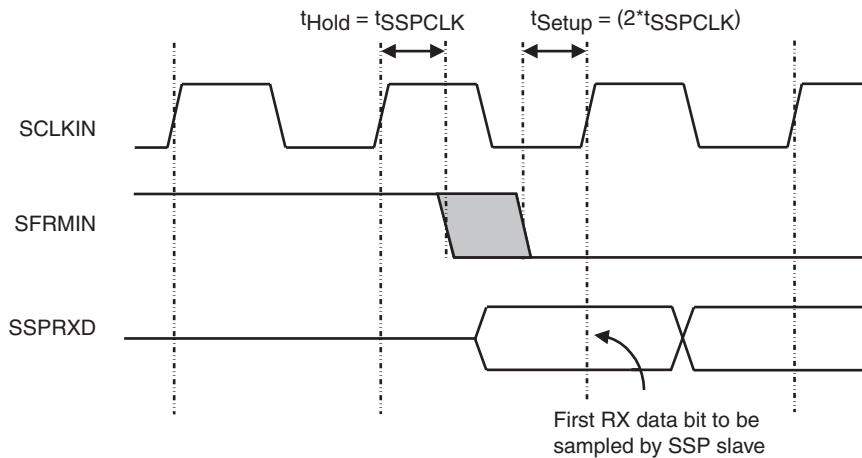 tHold = tSSPCLK
tSetup = (2*tSSPCLK)
SCLKIN
SFRMIN
SSPRXD
First RX data bit to be
sampled by SSP slave